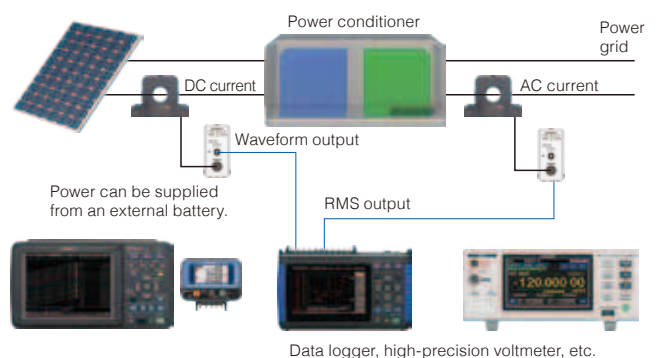 Power conditioner
Power
grid
DC current
AC current
Waveform output
Power can be supplied
from an external battery.
RMS output
120.000 00
Data logger, high-precision voltmeter, etc.